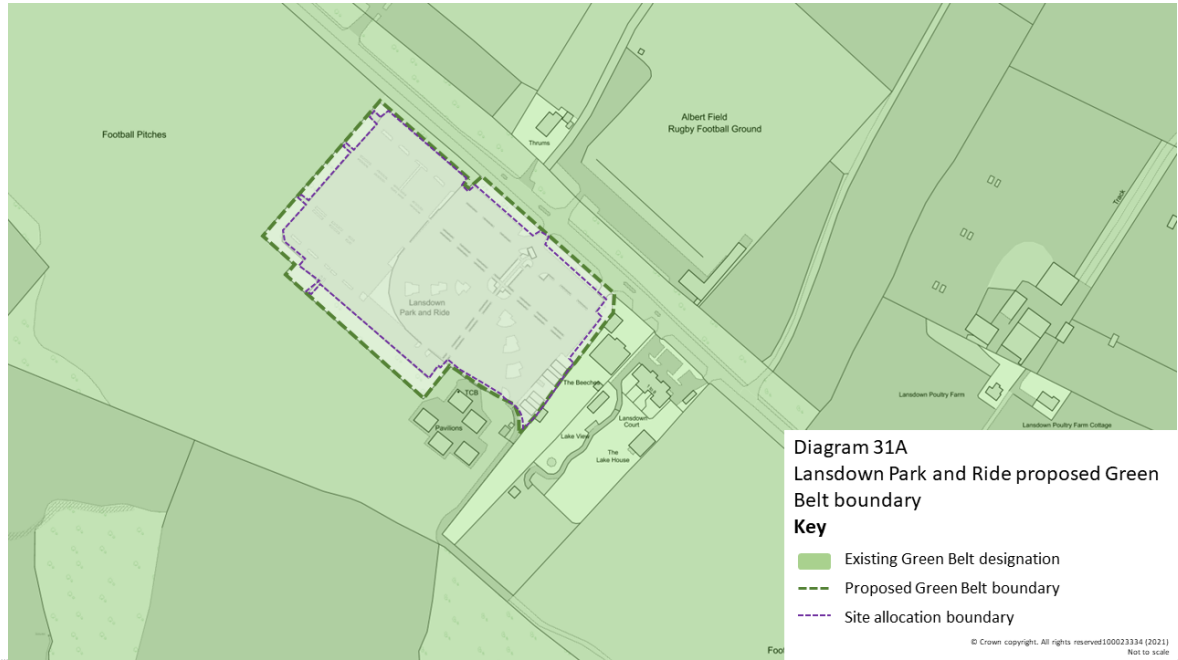 Football Pitches
Albert Field
Rugby Football Ground
Thrums
Track
Lansdown
Park and Ride
The Beeches
TCB
Pavilions
Lake View
Lansdown
Court
The
Lake House
Lansdown Poultry Farm
Lansdown Poultry Farm Cottage
Foo
Diagram 31A
Lansdown Park and Ride proposed Green
Belt boundary
Key
Existing Green Belt designation
Proposed Green Belt boundary
Site allocation boundary
© Crown copyright. All rights reserved100023334 (2021)
Not to scale